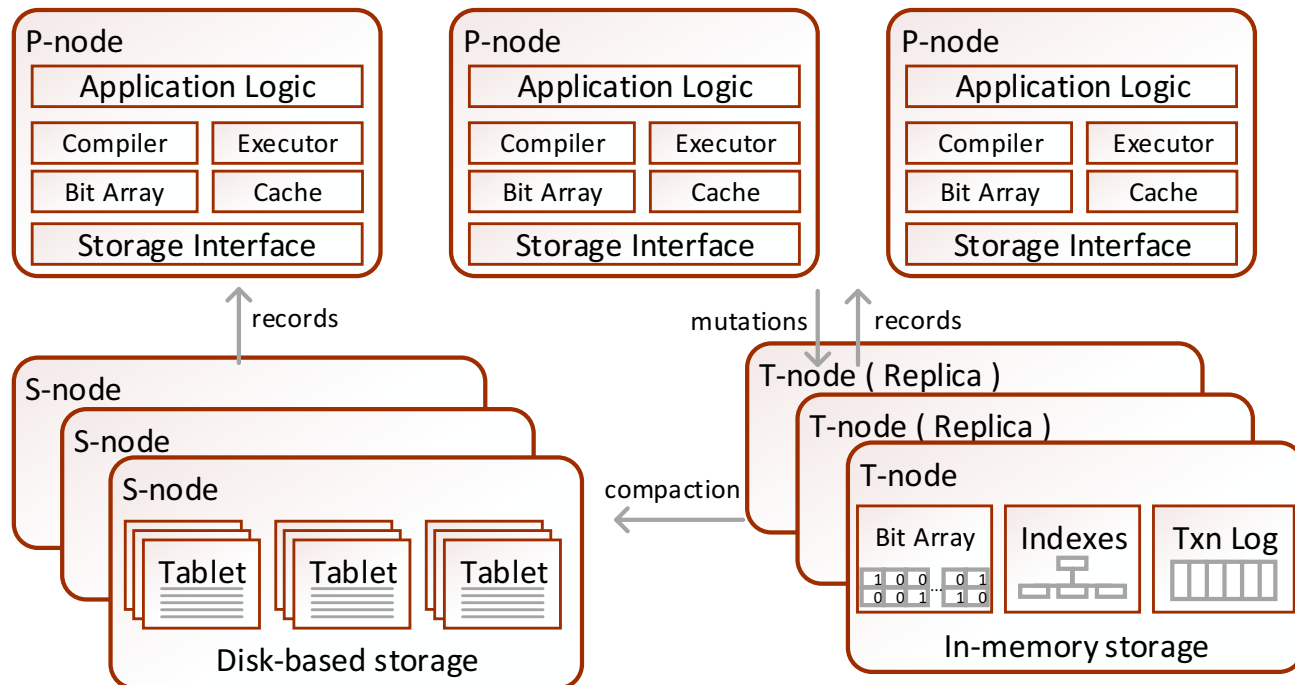 P-node
Application Logic
Compiler
Executor
Bit Array
Cache
Storage Interface
P-node
Application Logic
Compiler
Executor
Bit Array
Cache
Storage Interface
P-node
Application Logic
Compiler
Executor
Bit Array
Cache
Storage Interface
records
mutations
records
S-node
S-node
S-node
Tablet
Tablet
Tablet
Disk-based storage
compaction
T-node ( Replica )
T-node ( Replica )
T-node
Bit Array
1 0 0 ... 0 1
0 0 1 1 0
Indexes
Txn Log
In-memory storage